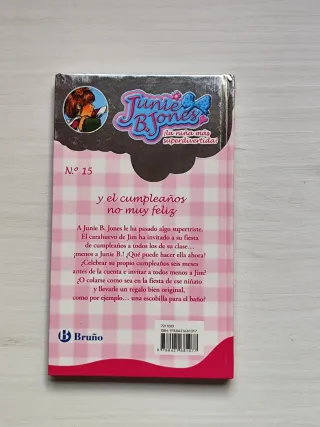 Junie
B. Jones
¡la niña más
superdivertida!
N.º 15
y el cumpleaños
no muy feliz
A Junie B. Jones le ha pasado algo supertriste.
El carahuevo de Jim ha invitado a su fiesta
de cumpleaños a todos los de su clase...
¡menos a Junie B.! ¿Qué puede hacer ella ahora?
¿Celebrar su propio cumpleaños seis meses
antes de la cuenta e invitar a todos menos a Jim?
¿O colarse como sea en la fiesta de ese niñato
y llevarle un regalo bien original,
como por ejemplo... una escobilla para el baño?
Bruño